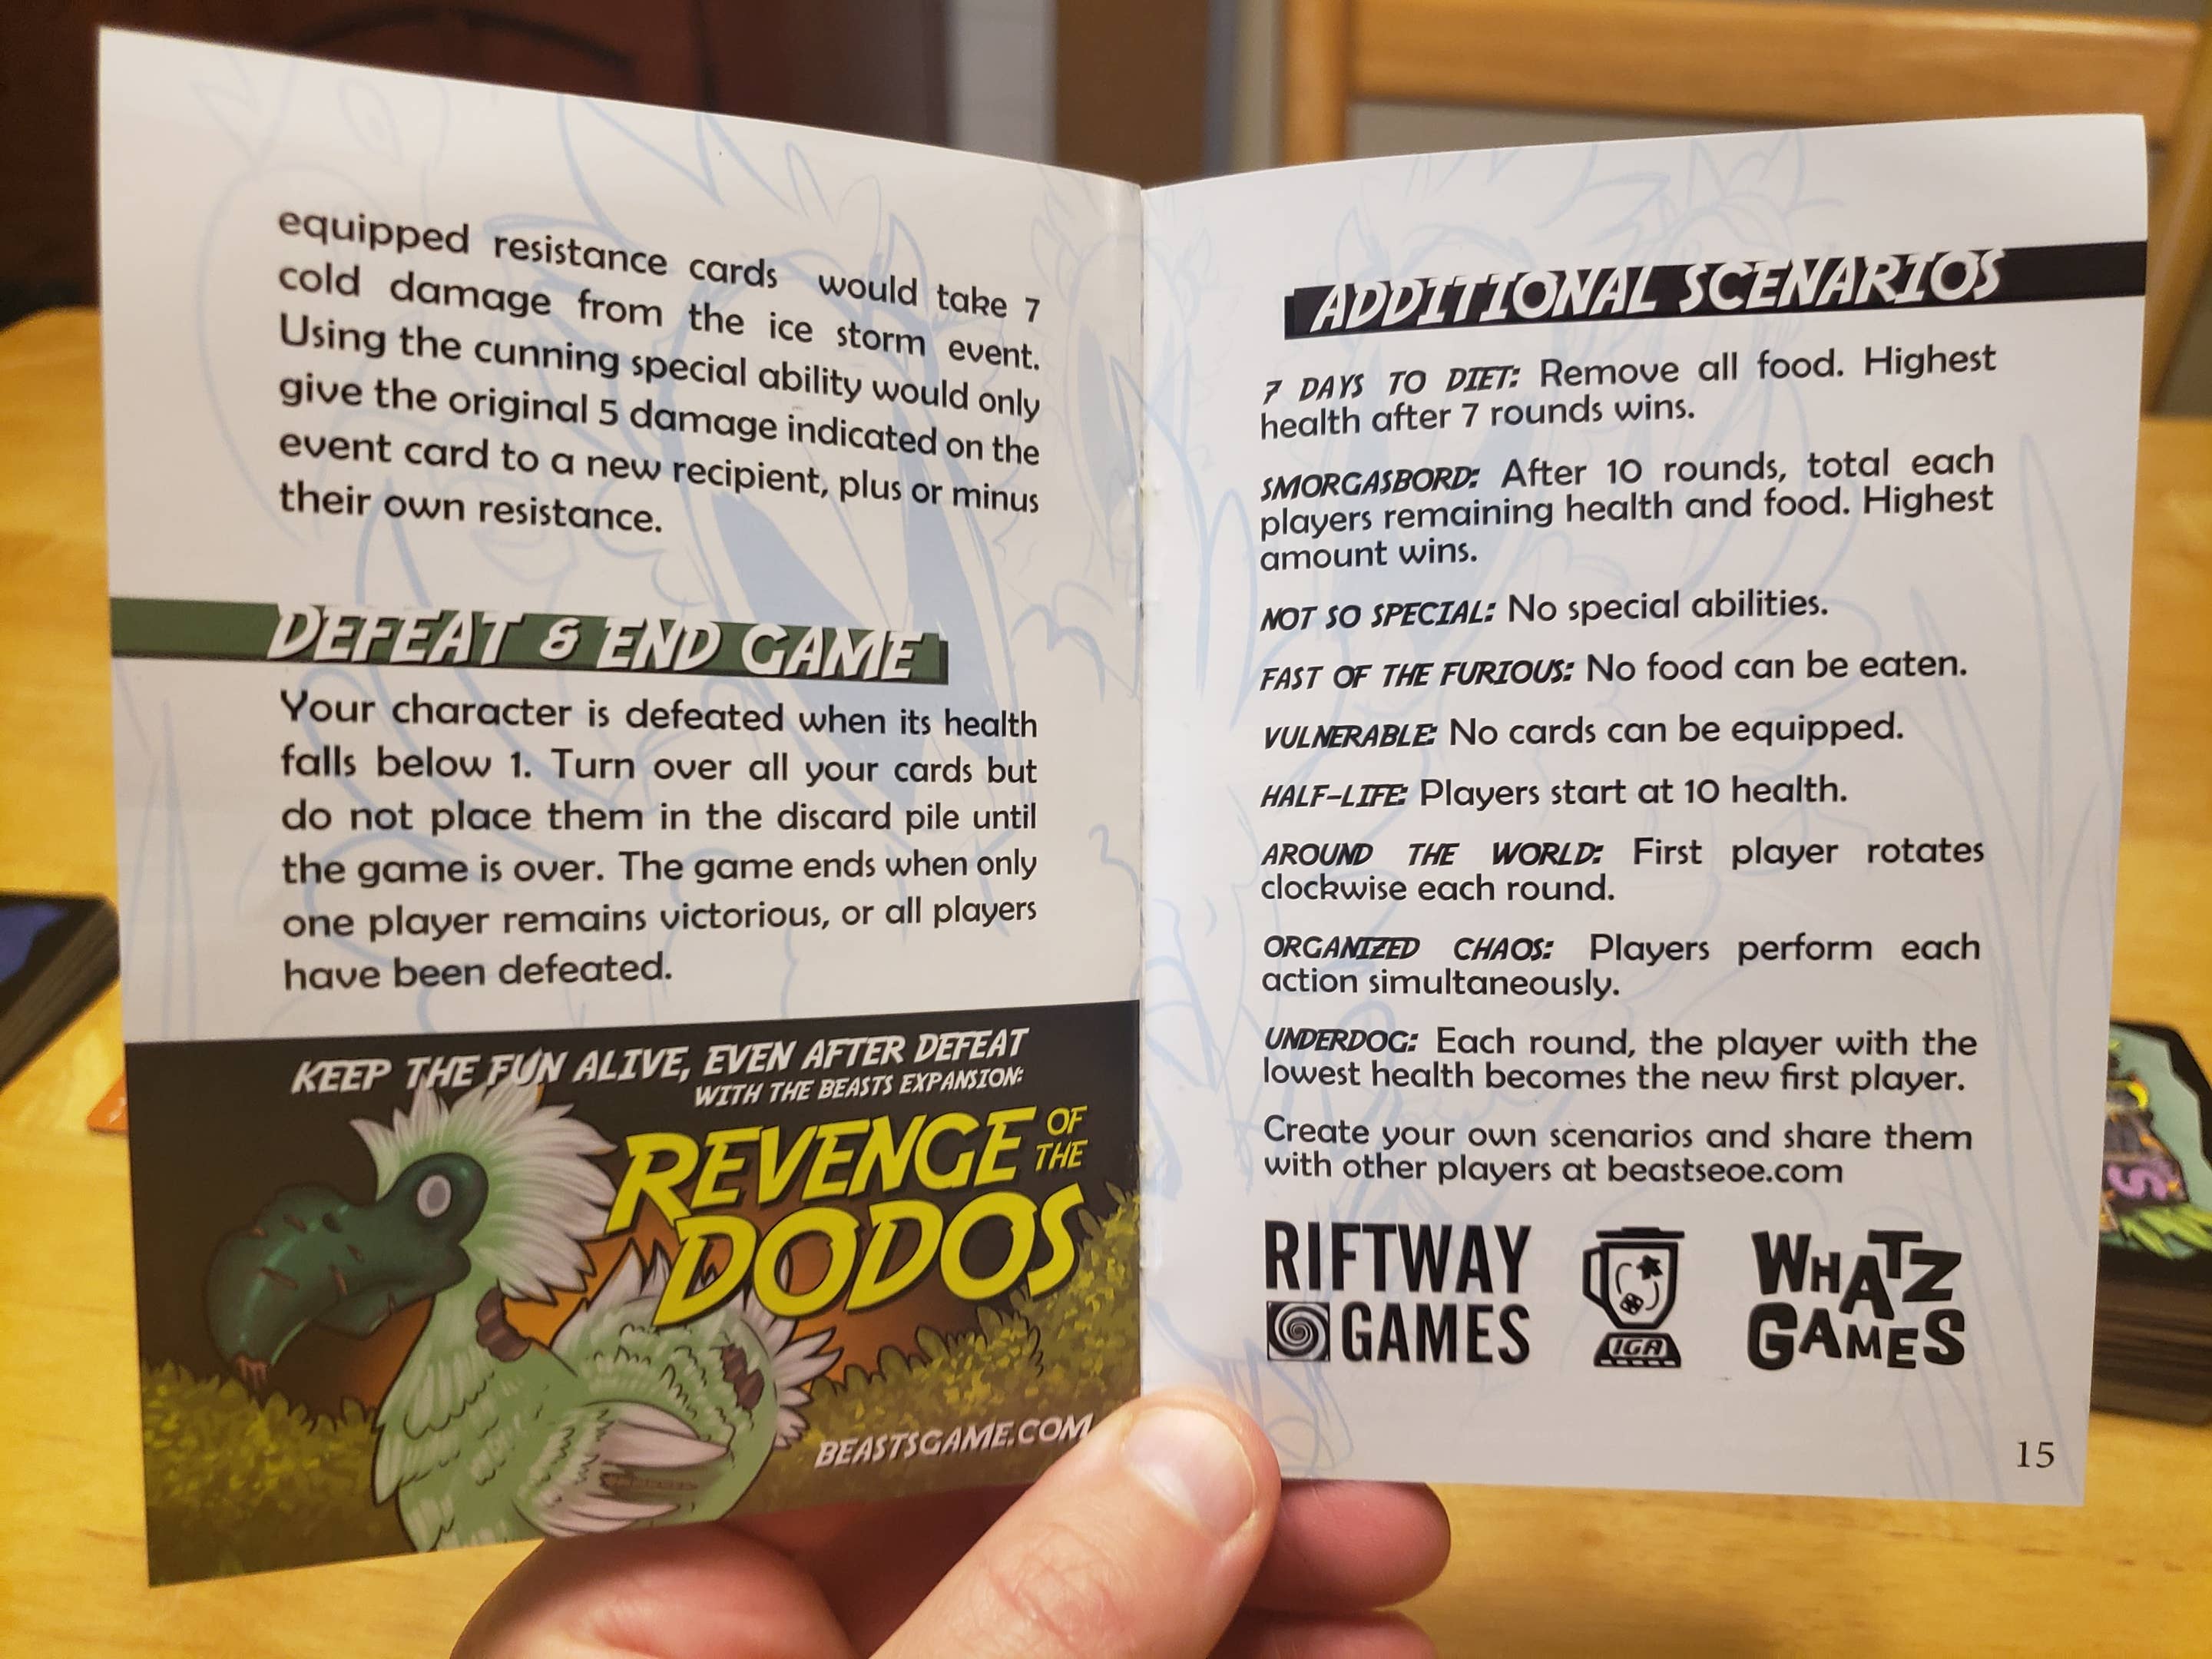 equipped resistance cards would take 7
cold damage from the ice storm event.
Using the cunning special ability would only
give the original 5 damage indicated on the
event card to a new recipient, plus or minus
their own resistance.
DEFEAT & END GAME
Your character is defeated when its health
falls below 1. Turn over all your cards but
do not place them in the discard pile until
the game is over. The game ends when only
one player remains victorious, or all players
have been defeated.
KEEP THE FUN ALIVE, EVEN AFTER DEFEAT
WITH THE BEASTS EXPANSION:
REVENGE OF THE
DODOS
BEASTSGAME.COM
ADDITIONAL SCENARIOS
7 DAYS TO DIET: Remove all food. Highest
health after 7 rounds wins.
SMORGASBORD: After 10 rounds, total each
players remaining health and food. Highest
amount wins.
NOT SO SPECIAL: No special abilities.
FAST OF THE FURIOUS: No food can be eaten.
VULNERABLE: No cards can be equipped.
HALF-LIFE: Players start at 10 health.
AROUND THE WORLD: First player rotates
clockwise each round.
ORGANIZED CHAOS: Players perform each
action simultaneously.
UNDERDOG: Each round, the player with the
lowest health becomes the new first player.
Create your own scenarios and share them
with other players at beastseoe.com
RIFTWAY
GAMES
IGA
WHATZ
GAMES
15